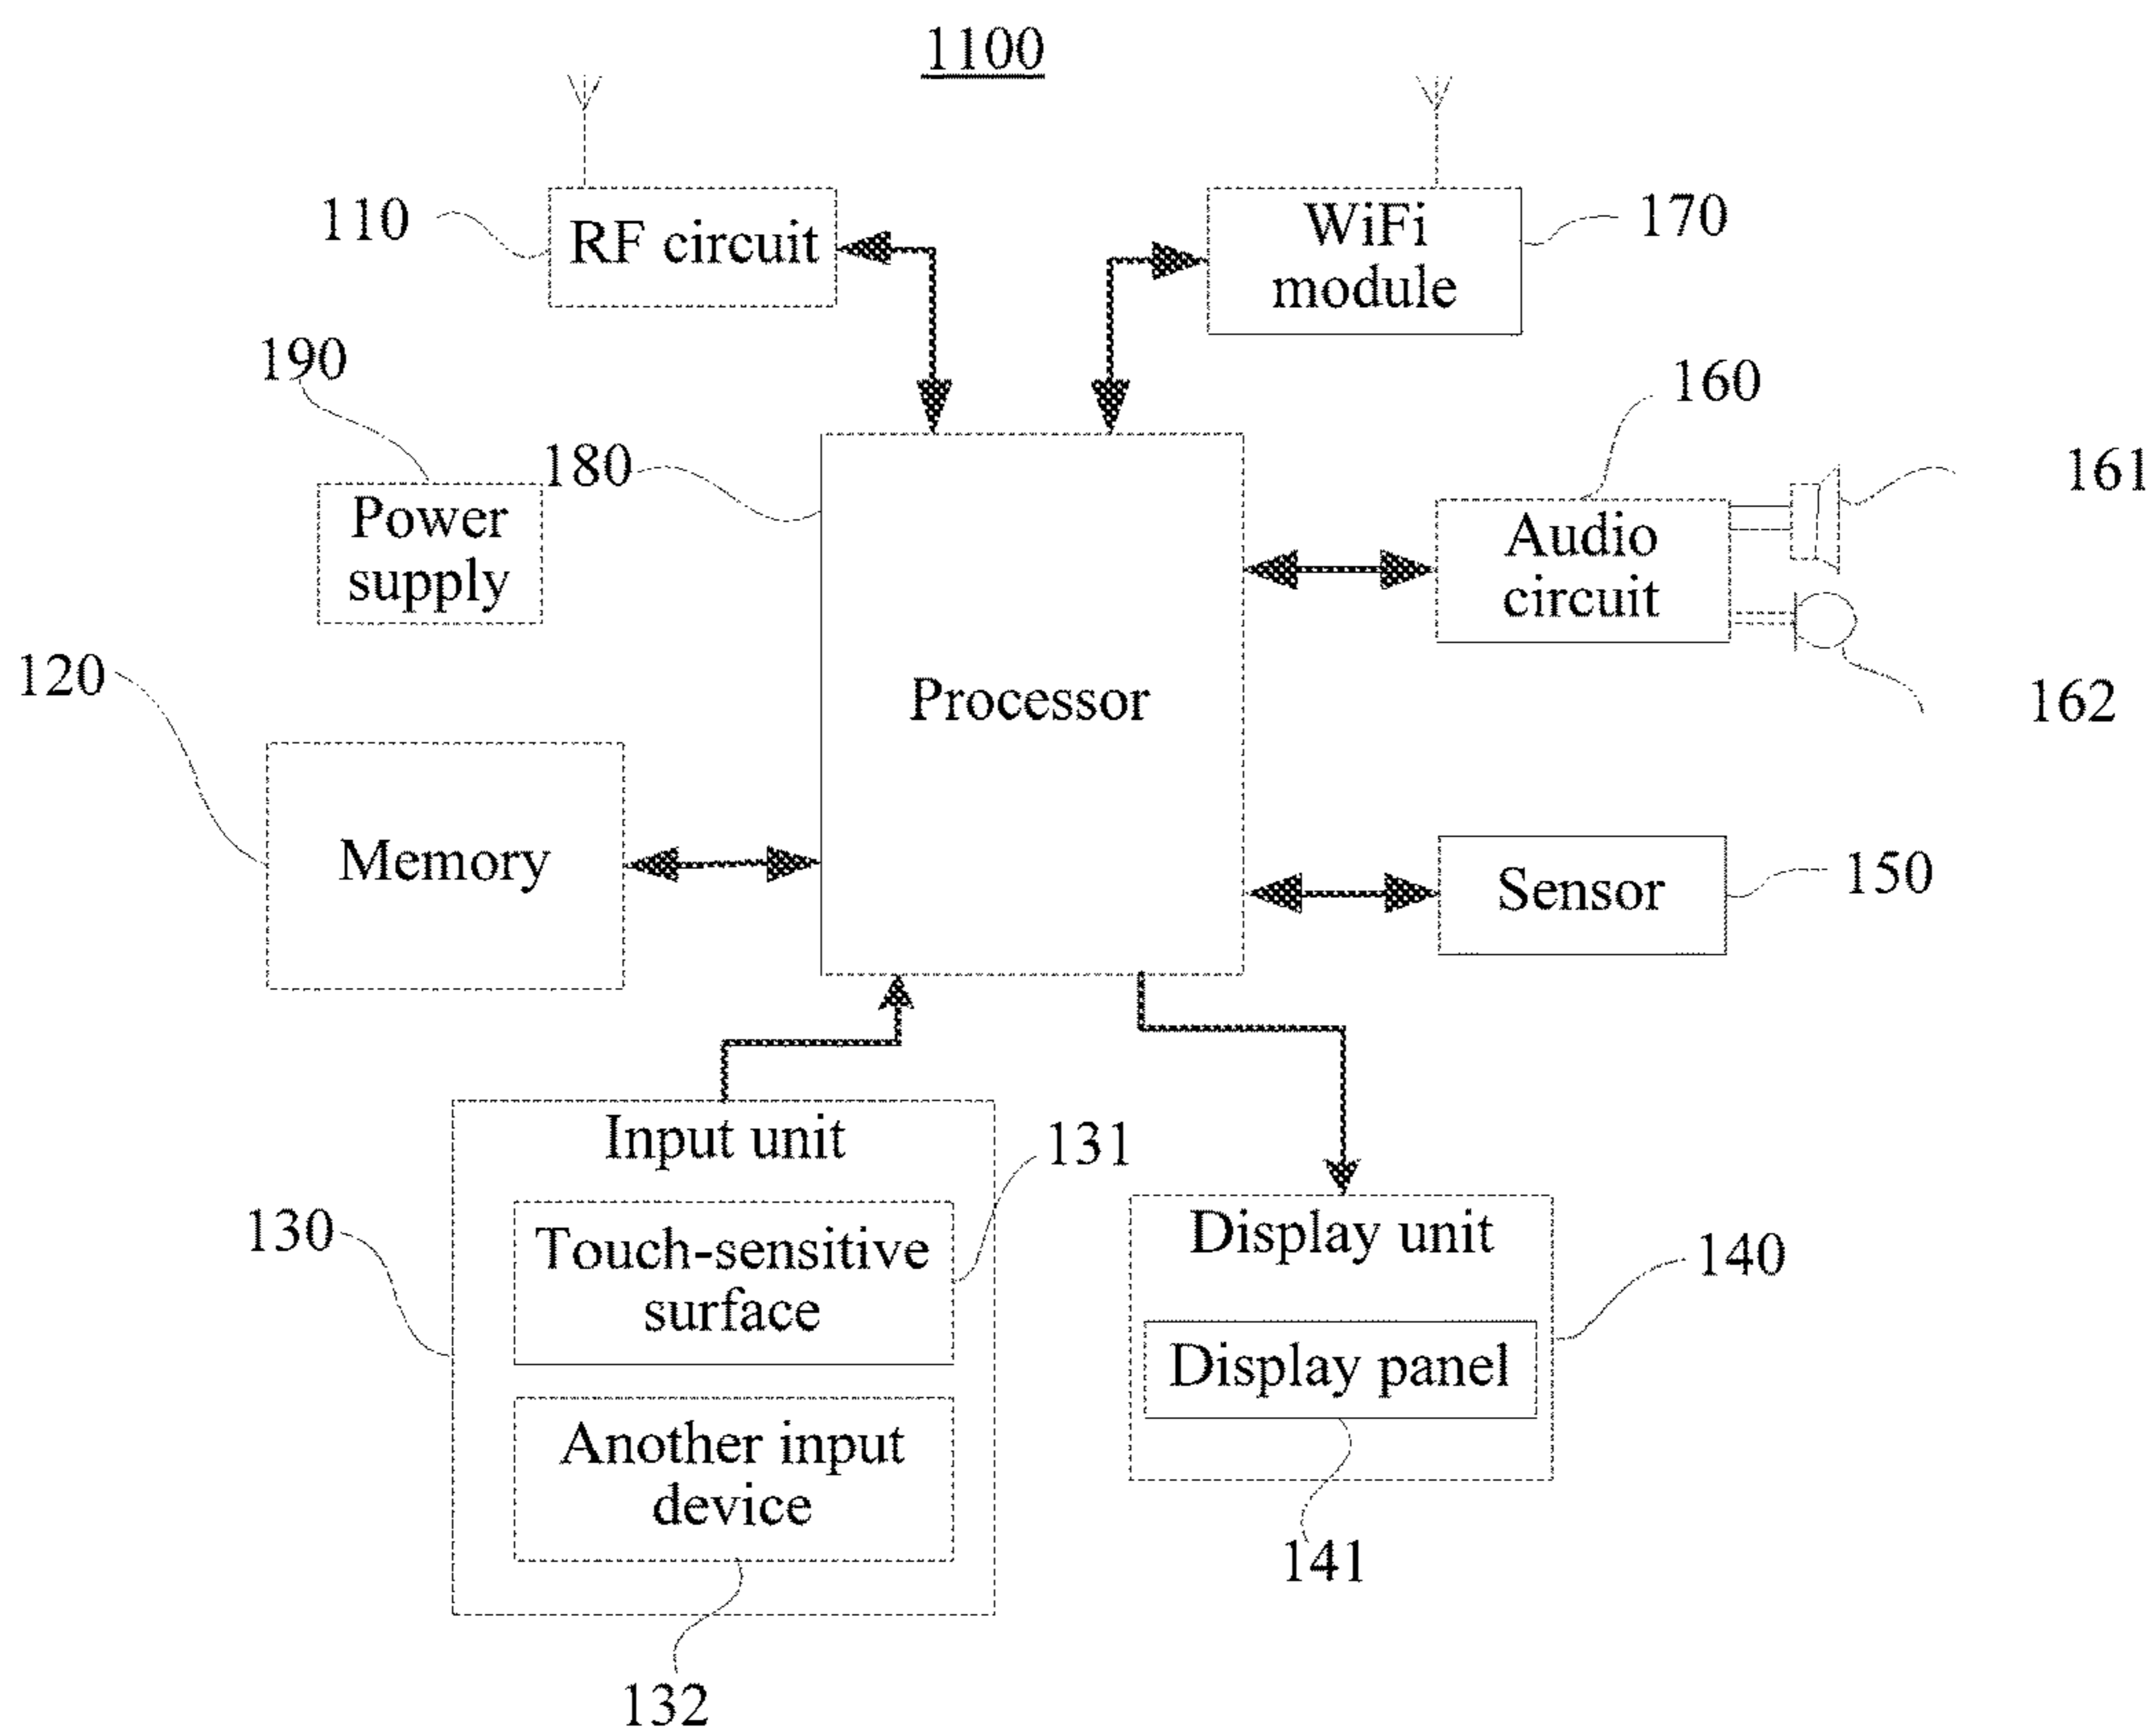 1100
110
RF circuit
WiFi
module
170
190
160
180
161
Power
supply
Audio
circuit
120
Processor
162
Memory
Sensor
150
Input unit
131
130
Touch-sensitive
surface
Display unit
140
Display panel
Another input
device
141
132